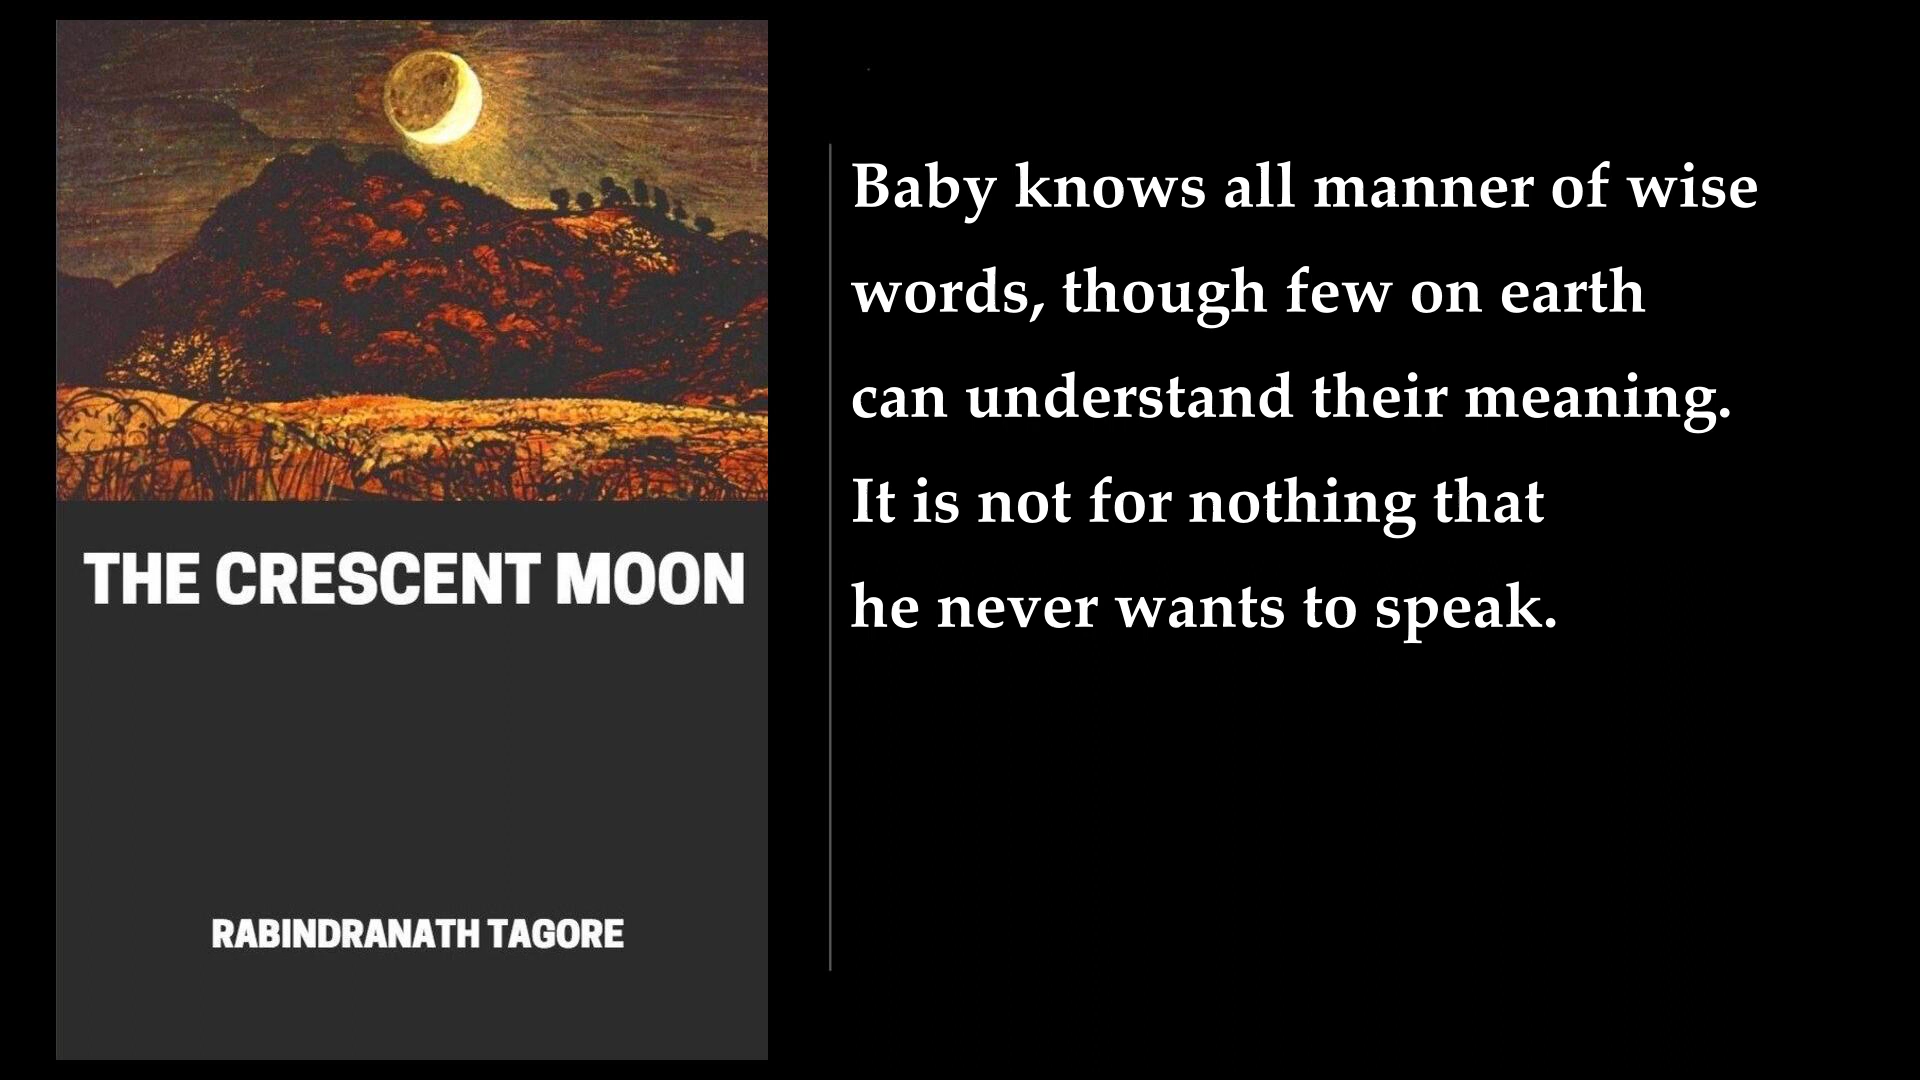 THE CRESCENT MOON
RABINDRANATH TAGORE
Baby knows all manner of wise
words, though few on earth
can understand their meaning.
It is not for nothing that
he never wants to speak.